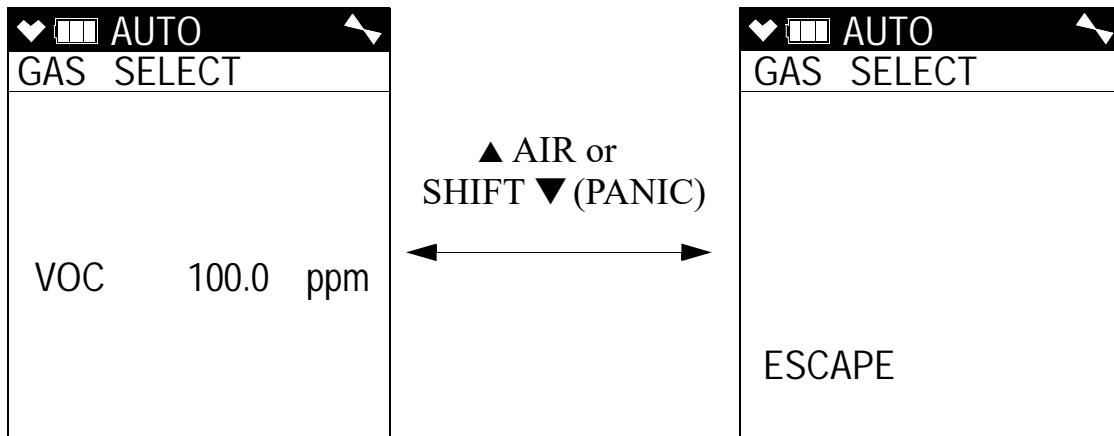 AUTO
GAS SELECT
VOC 100.0 ppm
▲ AIR or
SHIFT ▼ (PANIC)
AUTO
GAS SELECT
ESCAPE